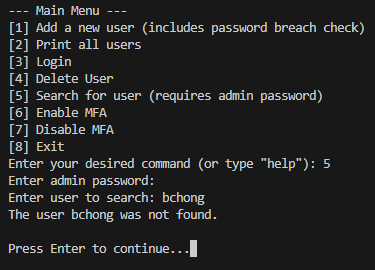 --- Main Menu ---
[1] Add a new user (includes password breach check)
[2] Print all users
[3] Login
[4] Delete User
[5] Search for user (requires admin password)
[6] Enable MFA
[7] Disable MFA
[8] Exit
Enter your desired command (or type "help"): 5
Enter admin password:
Enter user to search: bchong
The user bchong was not found.
Press Enter to continue...